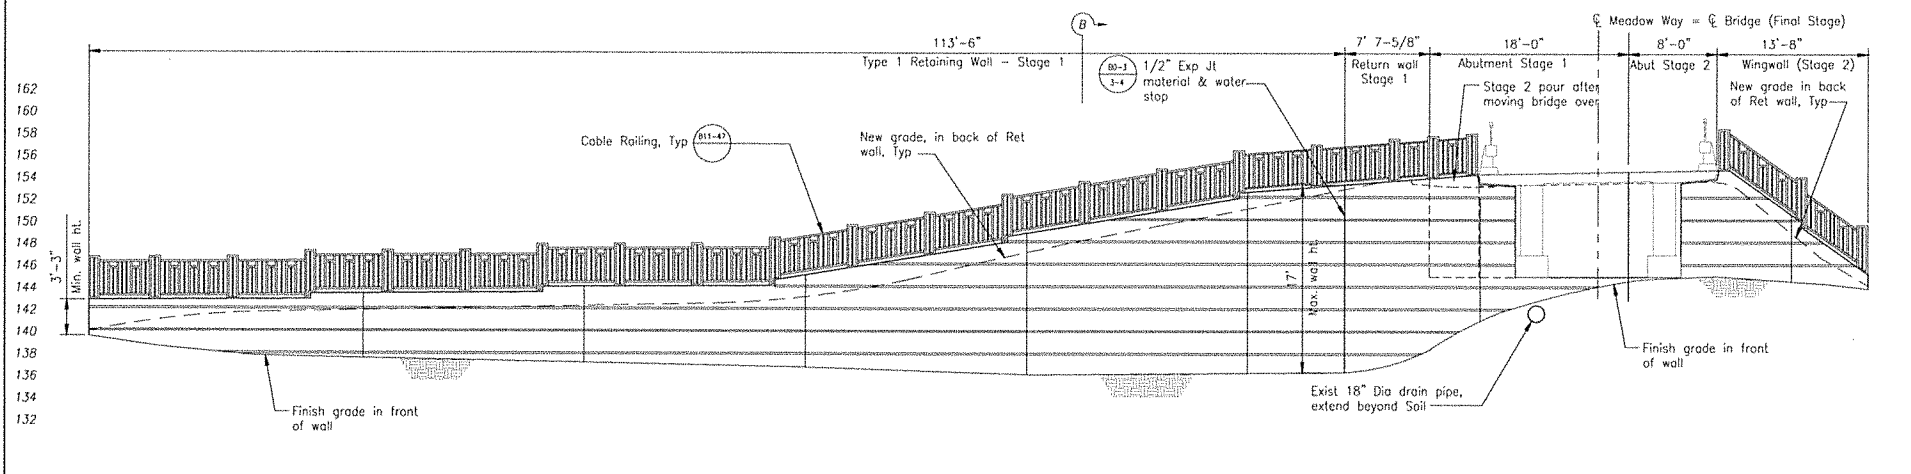 ℄ Meadow Way = ℄ Bridge (Final Stage)
B
113'-6"
7' 7-5/8"
18'-0"
8'-0"
13'-8"
Type 1 Retaining Wall - Stage 1
B0-3
3-4
1/2" Exp Jt
material & water
stop
Return wall
Stage 1
Abutment Stage 1
Abut Stage 2
Wingwall (Stage 2)
Stage 2 pour after
moving bridge over
New grade in back
of Ret wall, Typ
Cable Railing, Typ
B11-47
New grade, in back of Ret
wall, Typ
162
160
158
156
154
152
150
148
146
144
142
140
138
136
134
132
3'-3"
Min. wall ht.
17'
Max. wall ht.
Finish grade in front
of wall
Exist 18" Dia drain pipe,
extend beyond Soil
Finish grade in front
of wall